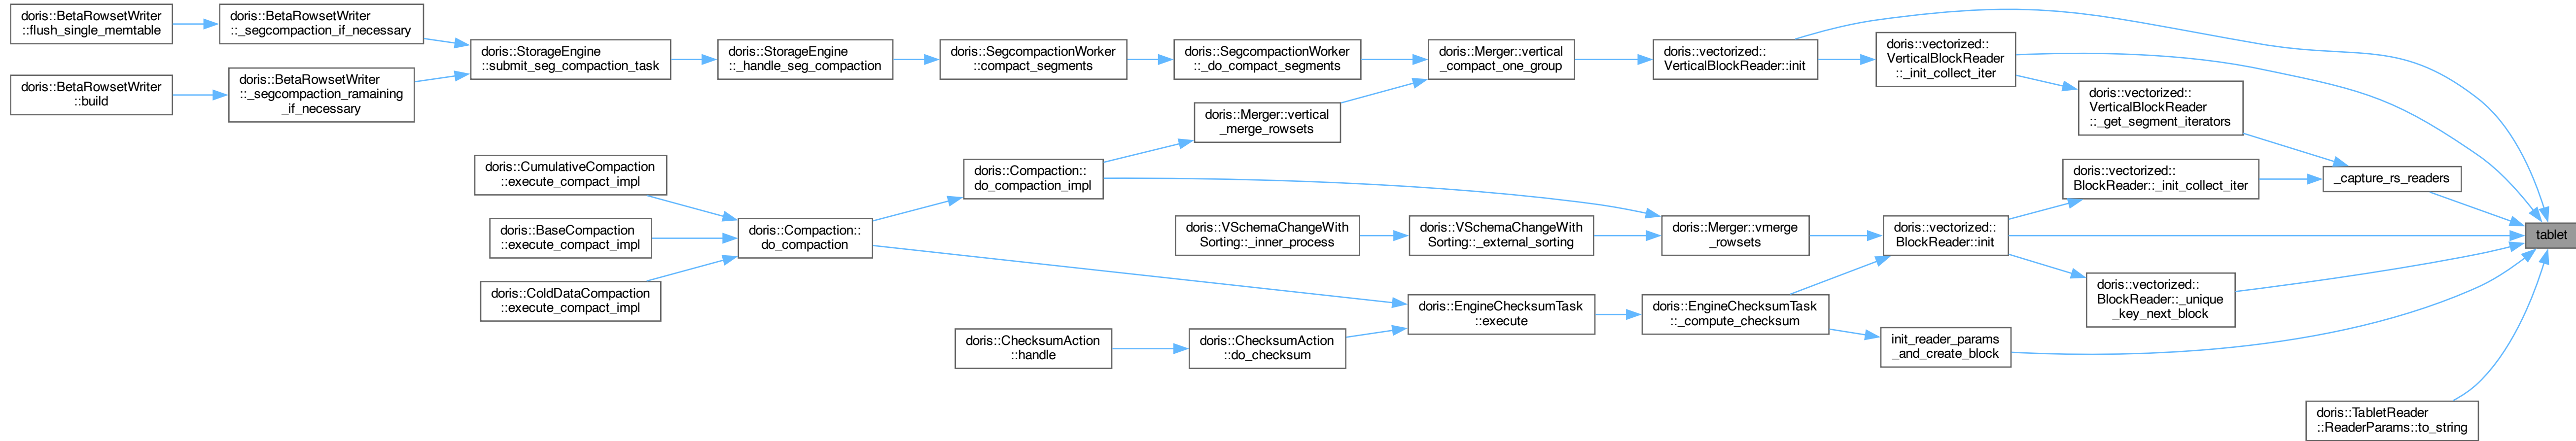 doris::BetaRowsetWriter
::flush_single_memtable
doris::BetaRowsetWriter
::_segcompaction_if_necessary
doris::BetaRowsetWriter
::build
doris::BetaRowsetWriter
::_segcompaction_ramaining
_if_necessary
doris::StorageEngine
::submit_seg_compaction_task
doris::StorageEngine
::_handle_seg_compaction
doris::SegcompactionWorker
::compact_segments
doris::SegcompactionWorker
::_do_compact_segments
doris::Merger::vertical
_compact_one_group
doris::vectorized::
VerticalBlockReader::init
doris::vectorized::
VerticalBlockReader
::_init_collect_iter
doris::vectorized::
VerticalBlockReader
::_get_segment_iterators
doris::Merger::vertical
_merge_rowsets
doris::CumulativeCompaction
::execute_compact_impl
doris::BaseCompaction
::execute_compact_impl
doris::ColdDataCompaction
::execute_compact_impl
doris::Compaction::
do_compaction
doris::Compaction::
do_compaction_impl
doris::VSchemaChangeWith
Sorting::_inner_process
doris::VSchemaChangeWith
Sorting::_external_sorting
doris::Merger::vmerge
_rowsets
doris::vectorized::
BlockReader::init
doris::vectorized::
BlockReader::_init_collect_iter
_capture_rs_readers
tablet
doris::vectorized::
BlockReader::_unique
_key_next_block
doris::ChecksumAction
::handle
doris::ChecksumAction
::do_checksum
doris::EngineChecksumTask
::execute
doris::EngineChecksumTask
::_compute_checksum
init_reader_params
_and_create_block
doris::TabletReader
::ReaderParams::to_string